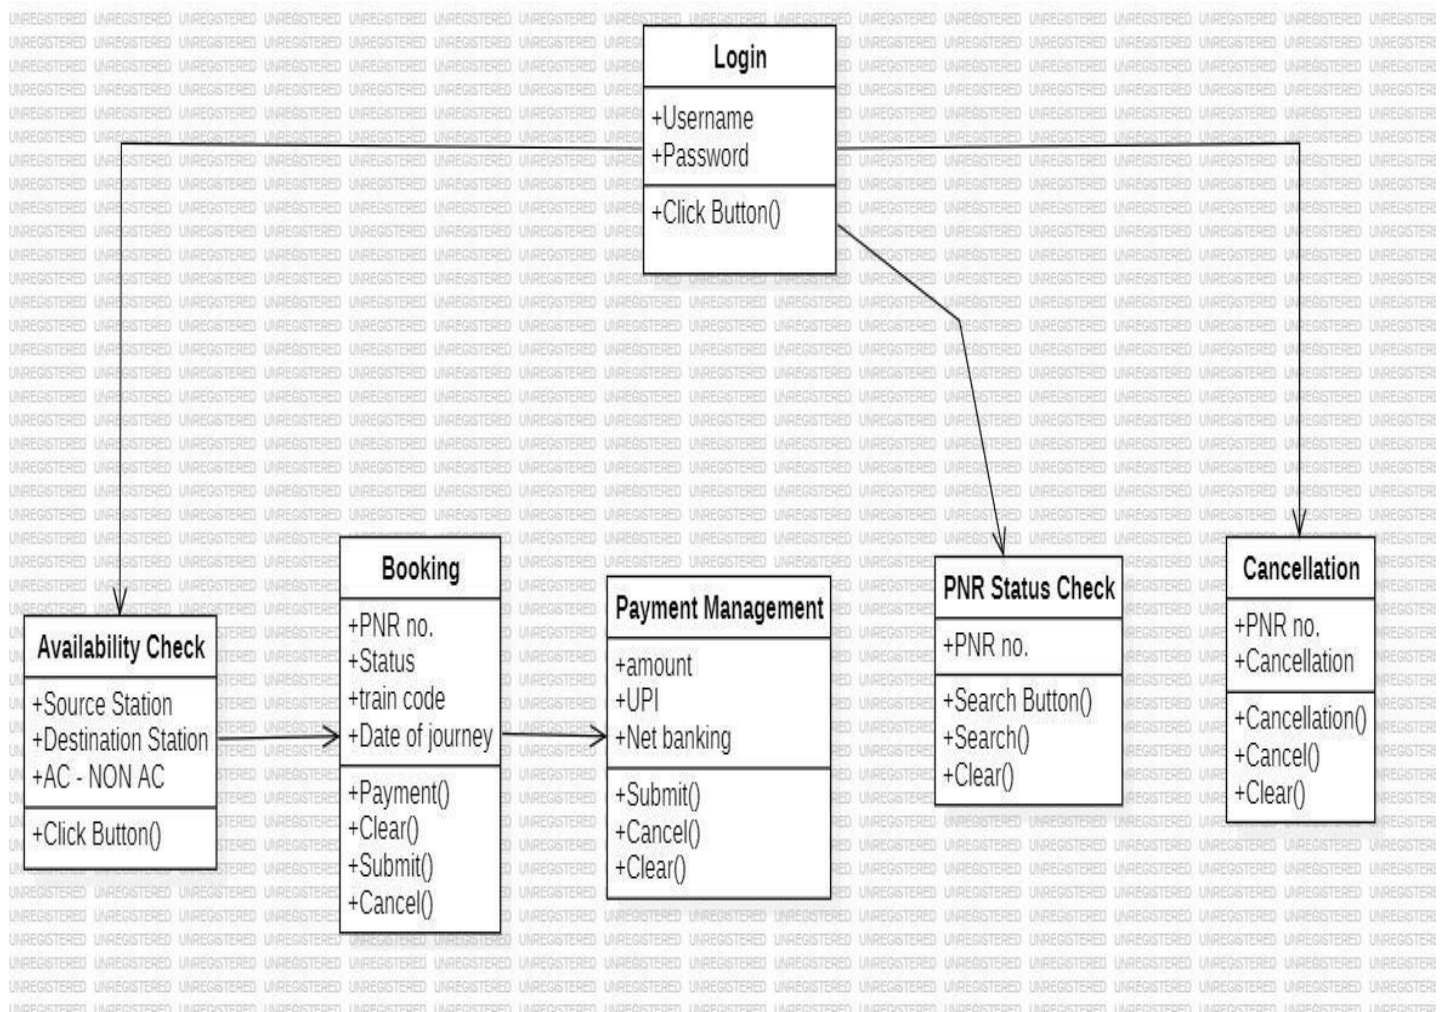 Login
+Username
+Password
+Click Button()
Availability Check
+Source Station
+Destination Station
+AC - NON AC
+Click Button()
Booking
+PNR no.
+Status
+train code
+Date of journey
+Payment()
+Clear()
+Submit()
+Cancel()
Payment Management
+amount
+UPI
+Net banking
+Submit()
+Cancel()
+Clear()
PNR Status Check
+PNR no.
+Search Button()
+Search()
+Clear()
Cancellation
+PNR no.
+Cancellation
+Cancellation()
+Cancel()
+Clear()
UNREGISTERED